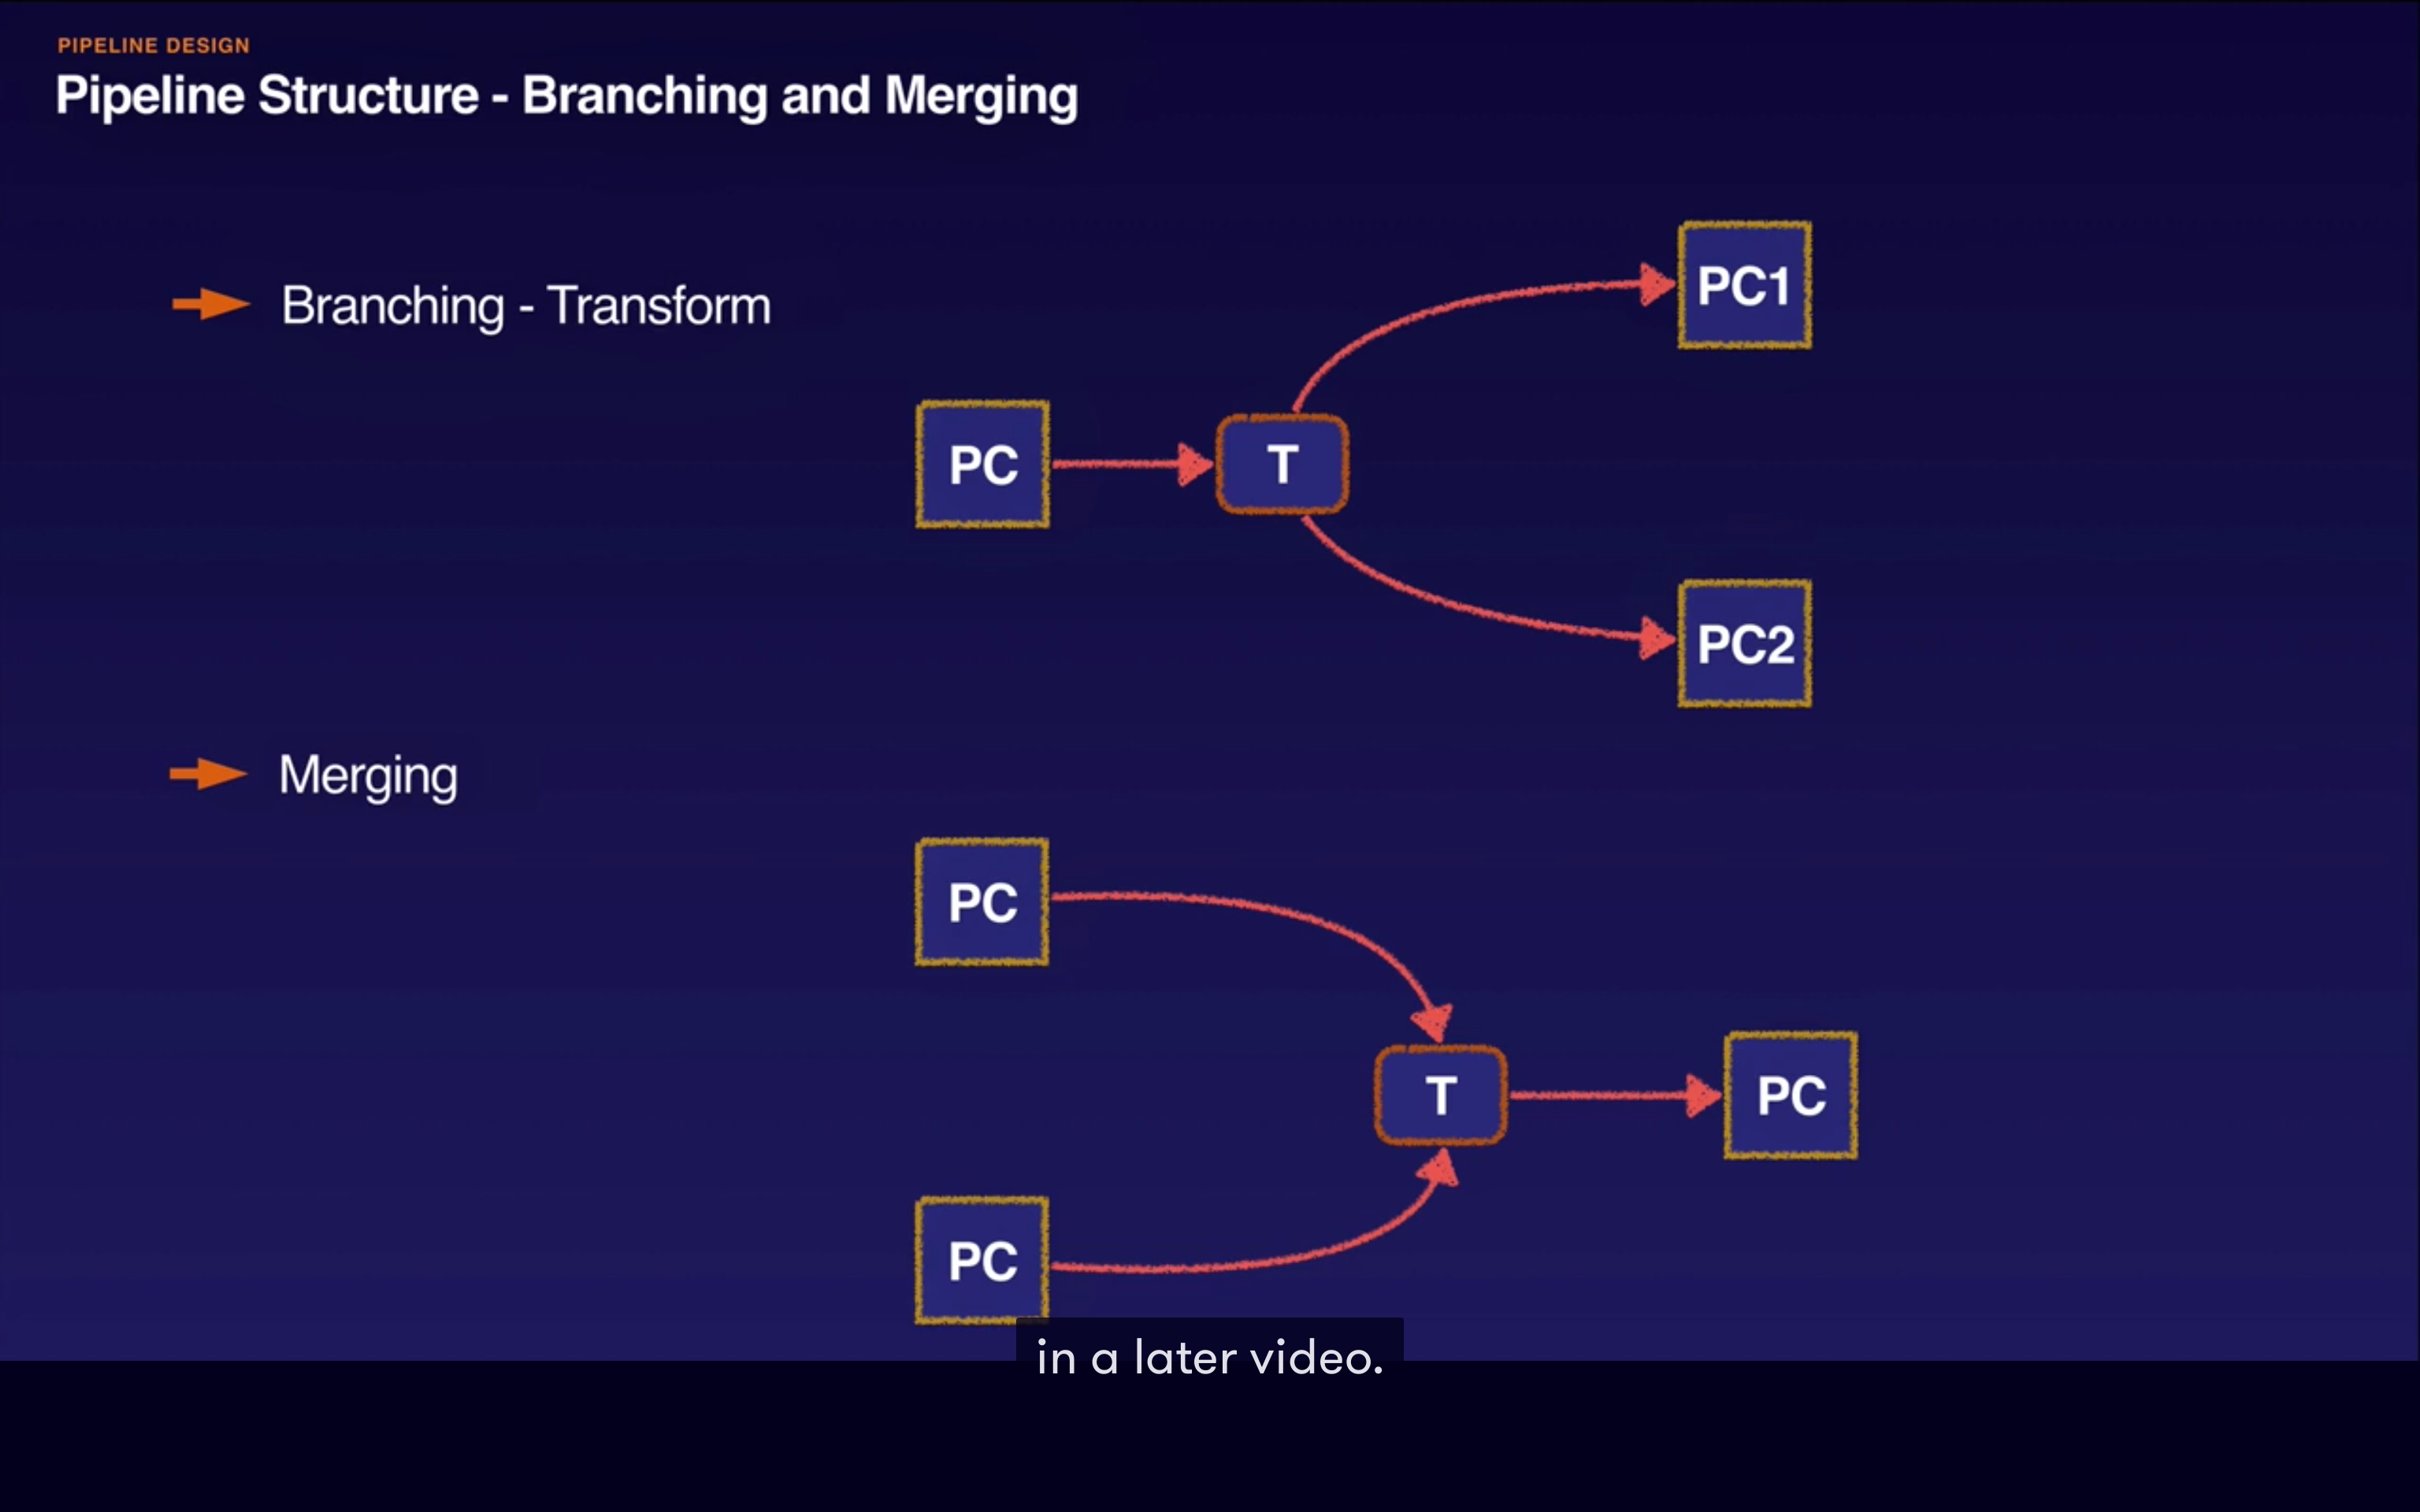 PIPELINE DESIGN
Pipeline Structure - Branching and Merging
Branching - Transform
PC1
PC
T
PC2
Merging
PC
T
PC
PC
in a later video.